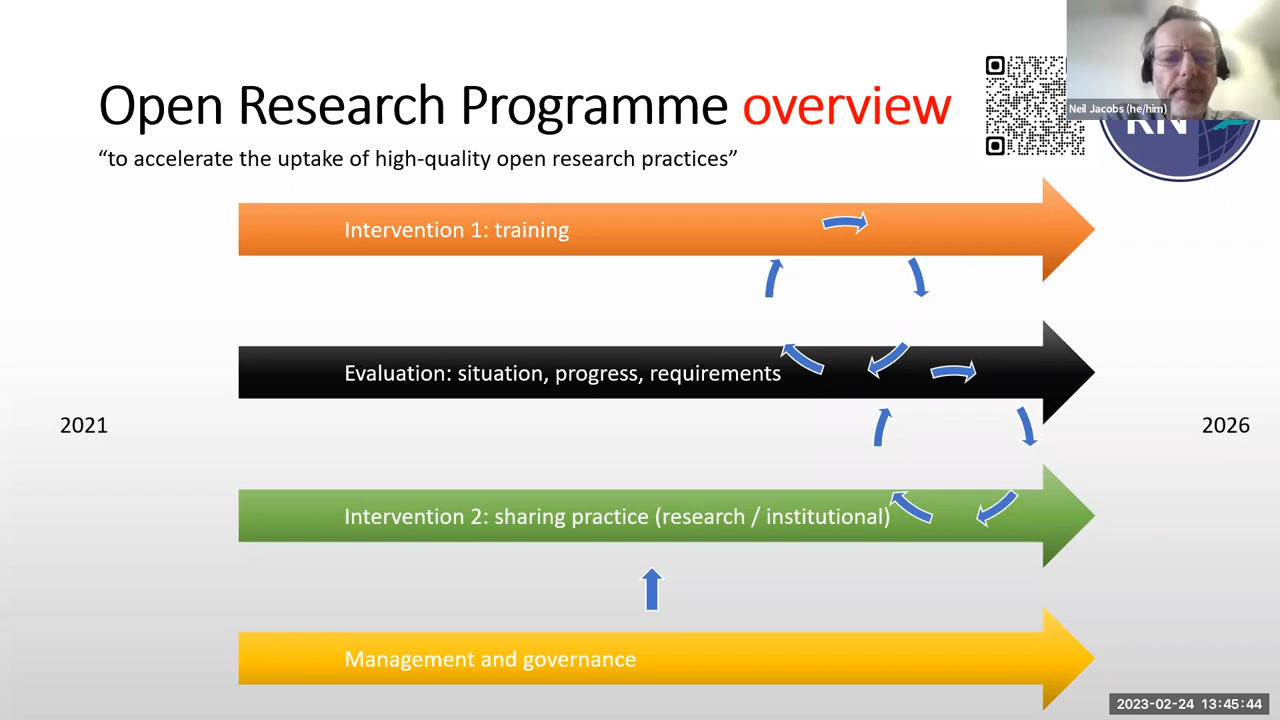 Open Research Programme overview
Neil Jacobs (he/him)
RN
“to accelerate the uptake of high-quality open research practices”
Intervention 1: training
Evaluation: situation, progress, requirements
2021
2026
Intervention 2: sharing practice (research / institutional)
Management and governance
2023-02-24 13:45:44